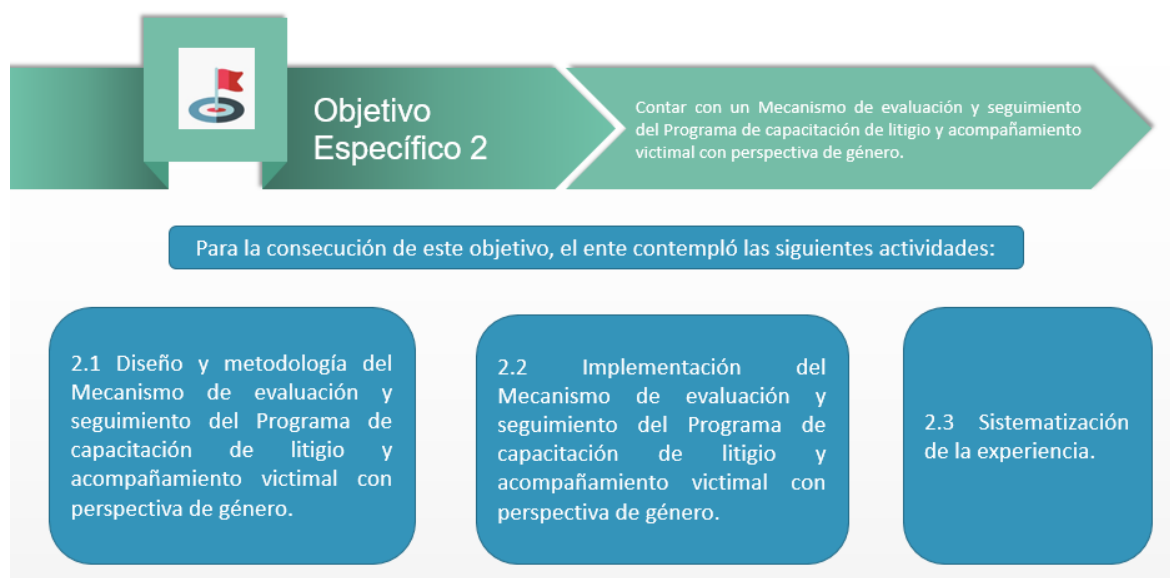 Objetivo
Específico 2
Contar con un Mecanismo de evaluación y seguimiento
del Programa de capacitación de litigio y acompañamiento
victimal con perspectiva de género.
Para la consecución de este objetivo, el ente contempló las siguientes actividades:
2.1 Diseño y metodología del
Mecanismo de evaluación y
seguimiento del Programa de
capacitación de litigio y
acompañamiento victimal con
perspectiva de género.
2.2 Implementación del
Mecanismo de evaluación y
seguimiento del Programa de
capacitación de litigio y
acompañamiento victimal con
perspectiva de género.
2.3 Sistematización
de la experiencia.